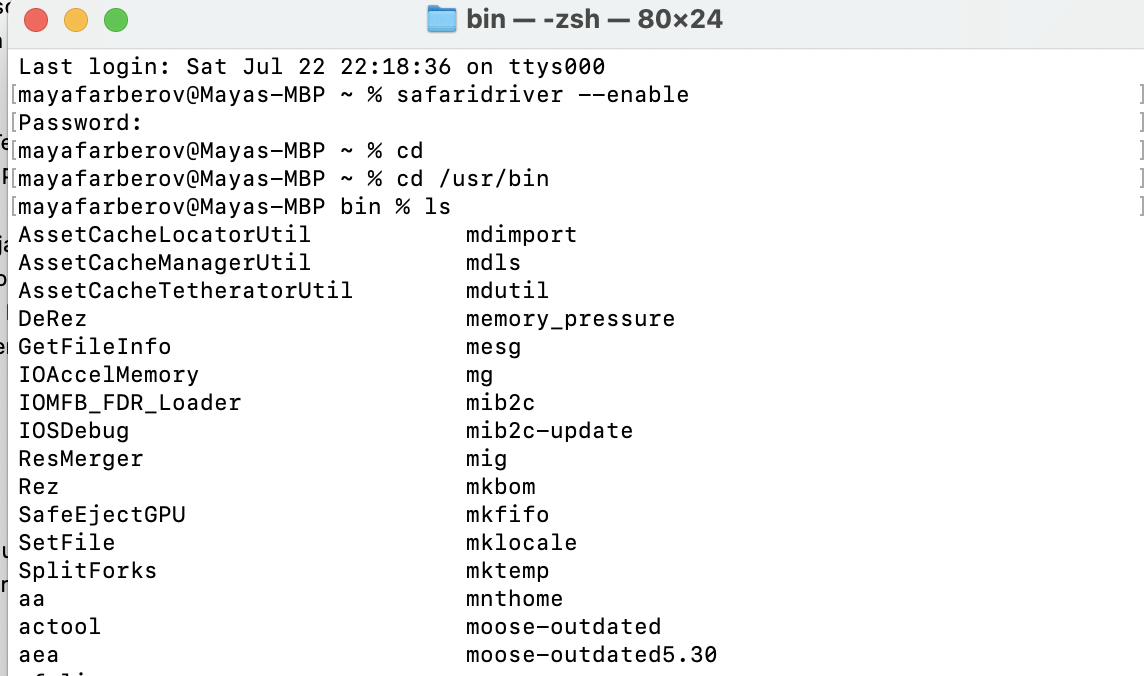 bin — -zsh — 80×24
Last login: Sat Jul 22 22:18:36 on ttys000
[mayafarberov@Mayas-MBP ~ % safaridriver --enable ]
[Password: ]
[mayafarberov@Mayas-MBP ~ % cd ]
[mayafarberov@Mayas-MBP ~ % cd /usr/bin ]
[mayafarberov@Mayas-MBP bin % ls ]
AssetCacheLocatorUtil mdimport
AssetCacheManagerUtil mdls
AssetCacheTetheratorUtil mdutil
DeRez memory_pressure
GetFileInfo mesg
IOAccelMemory mg
IOMFB_FDR_Loader mib2c
IOSDebug mib2c-update
ResMerger mig
Rez mkbom
SafeEjectGPU mkfifo
SetFile mklocale
SplitForks mktemp
aa mnthome
actool moose-outdated
aea moose-outdated5.30